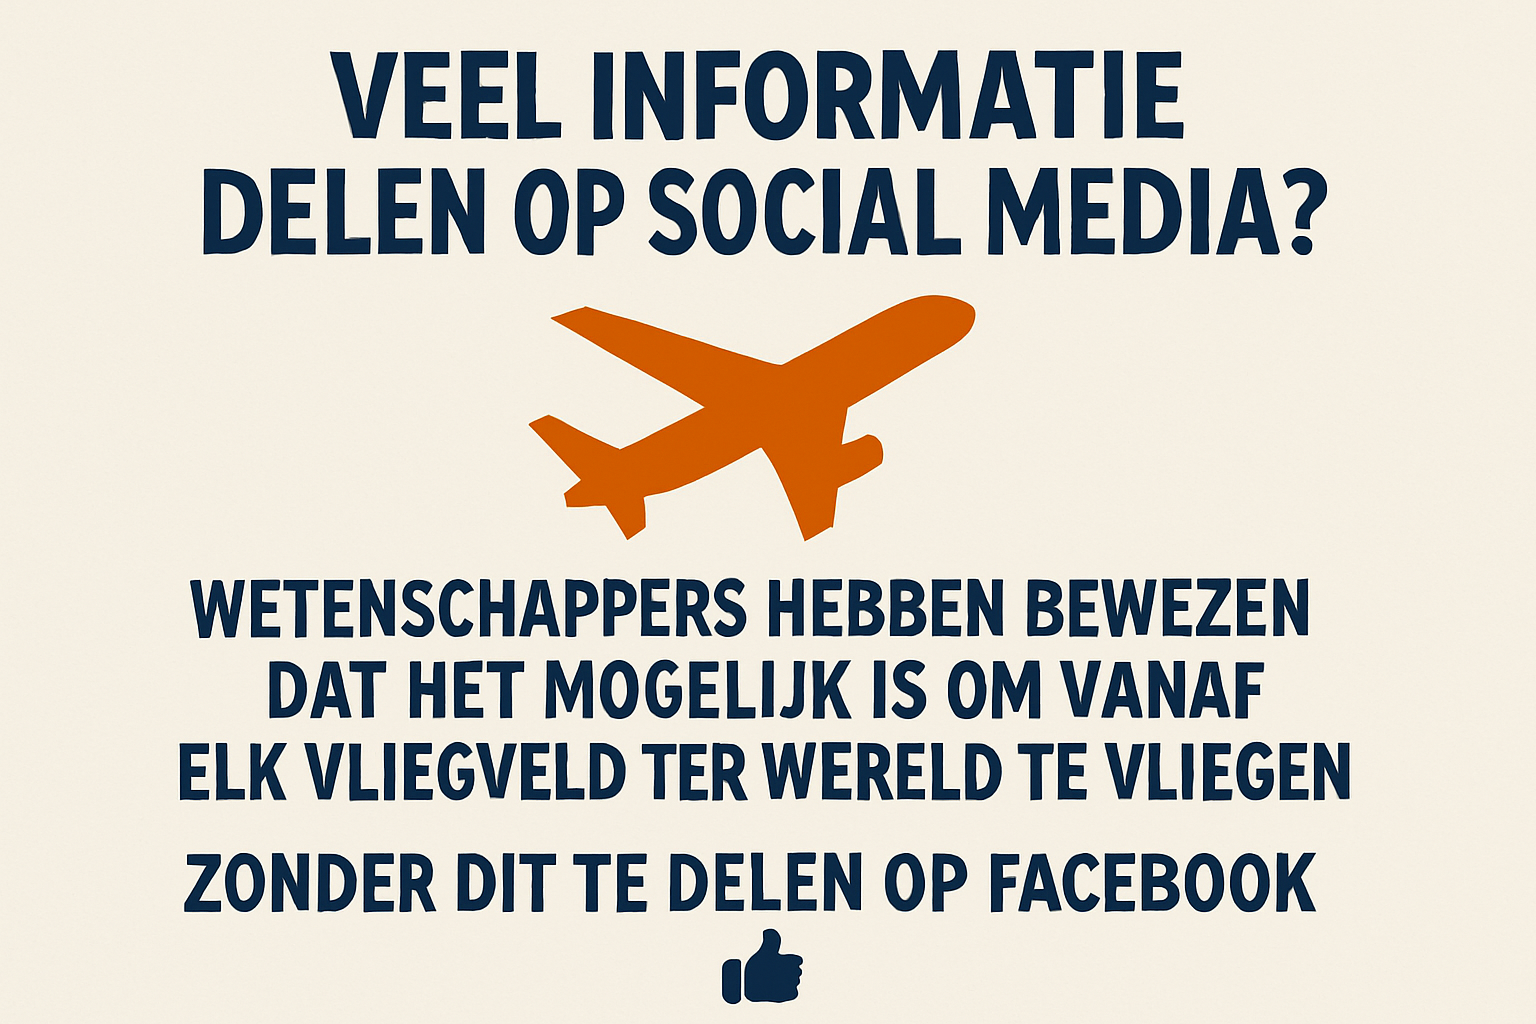 VEEL INFORMATIE
DELEN OP SOCIAL MEDIA?
WETENSCHAPPERS HEBBEN BEWEZEN
DAT HET MOGELIJK IS OM VANAF
ELK VLIEGVELD TER WERELD TE VLIEGEN
ZONDER DIT TE DELEN OP FACEBOOK